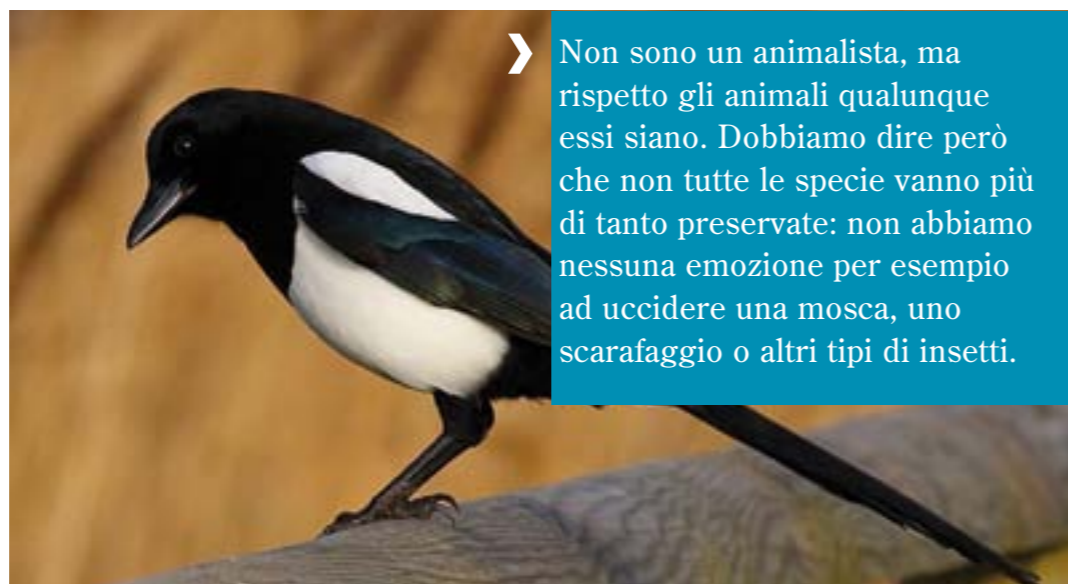 Non sono un animalista, ma
rispetto gli animali qualunque
essi siano. Dobbiamo dire però
che non tutte le specie vanno più
di tanto preservate: non abbiamo
nessuna emozione per esempio
ad uccidere una mosca, uno
scarafaggio o altri tipi di insetti.